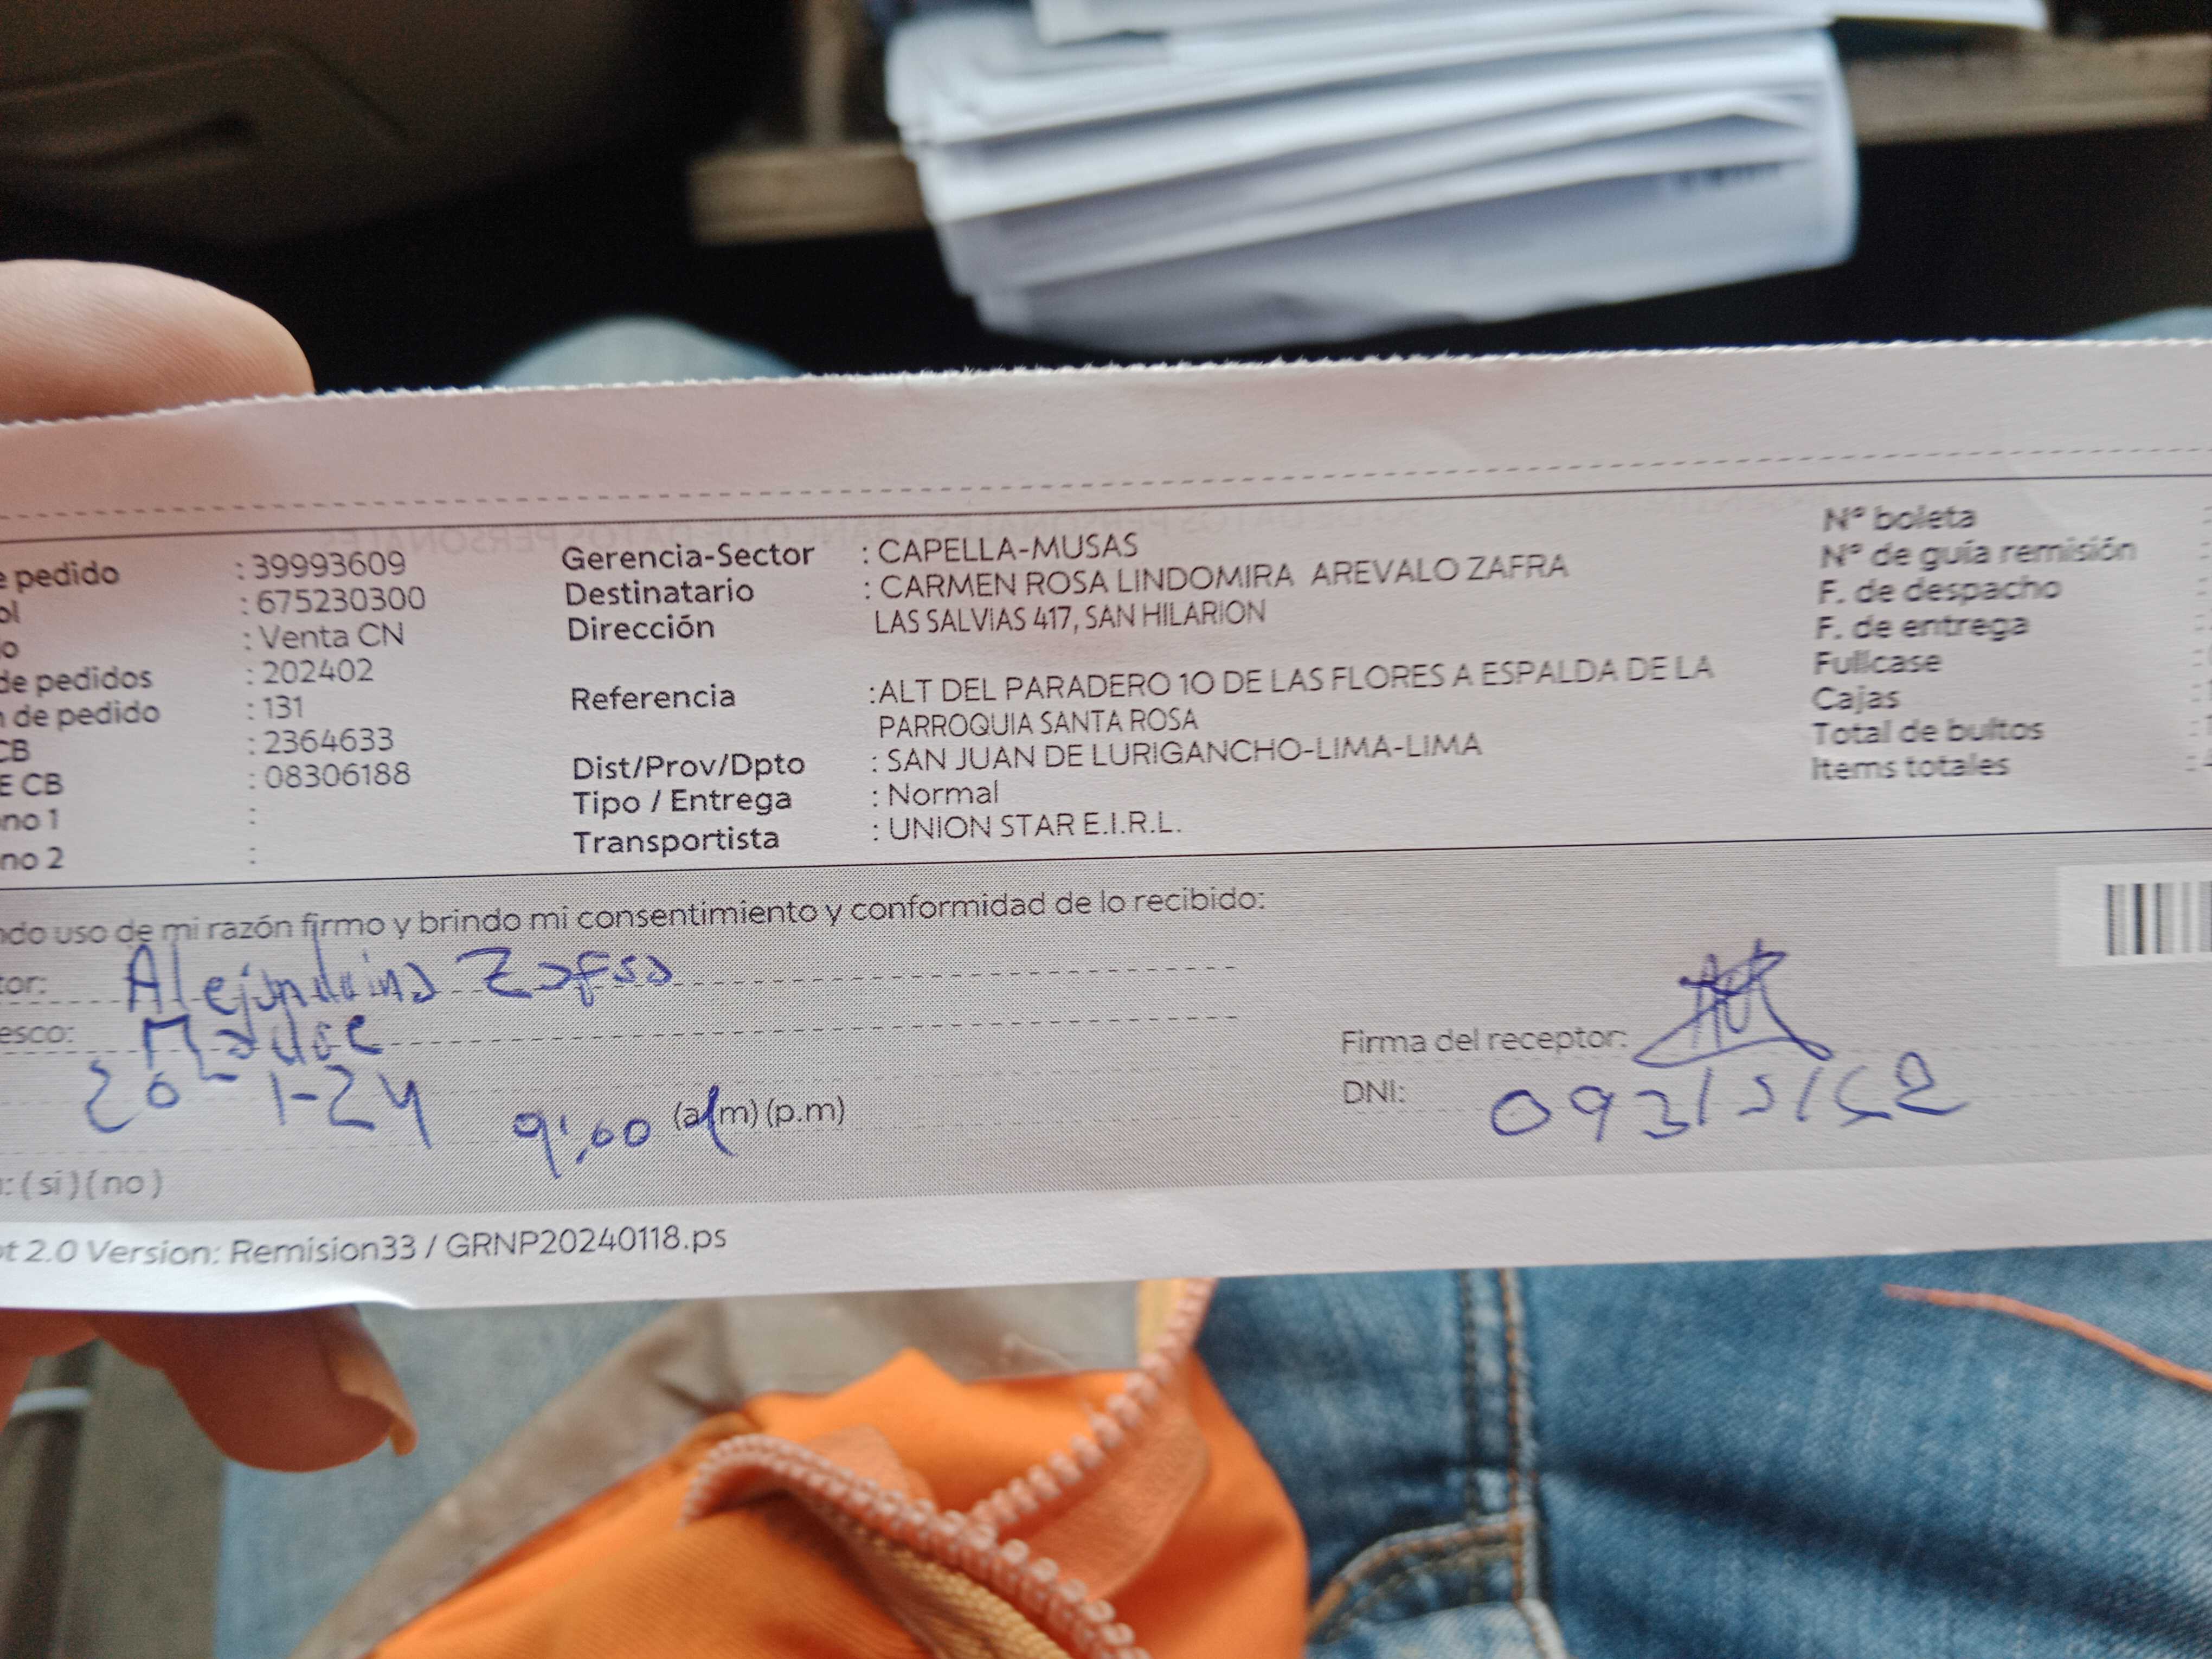 e pedido : 39993609
ol : 675230300
o : Venta CN
de pedidos : 202402
n de pedido : 131
CB : 2364633
E CB : 08306188
no 1 :
no 2 :
Gerencia-Sector : CAPELLA-MUSAS
Destinatario : CARMEN ROSA LINDOMIRA AREVALO ZAFRA
Dirección LAS SALVIAS 417, SAN HILARION
Referencia :ALT DEL PARADERO 10 DE LAS FLORES A ESPALDA DE LA
PARROQUIA SANTA ROSA
Dist/Prov/Dpto : SAN JUAN DE LURIGANCHO-LIMA-LIMA
Tipo / Entrega : Normal
Transportista : UNION STAR E.I.R.L.
N° boleta
N° de guía remisión
F. de despacho
F. de entrega
Fullcase
Cajas
Total de bultos
Items totales
ndo uso de mi razón firmo y brindo mi consentimiento y conformidad de lo recibido:
tor: Alejandrina Zafra
esco: Madre
20 1-24 9:00 (a.m) (p.m)
Firma del receptor:
DNI:
: ( si ) ( no )
t 2.0 Version: Remision33 / GRNP20240118.ps